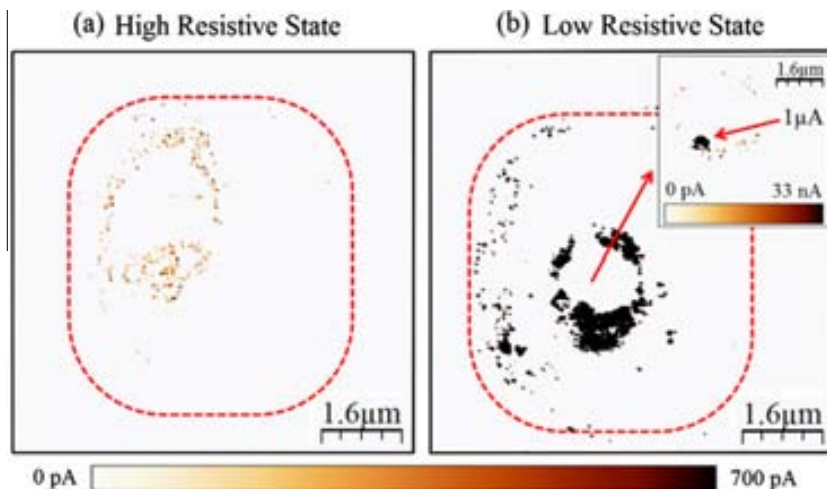 (a) High Resistive State
(b) Low Resistive State
1.6μm
1μA
0 pA 33 nA
1.6μm
1.6μm
0 pA 700 pA